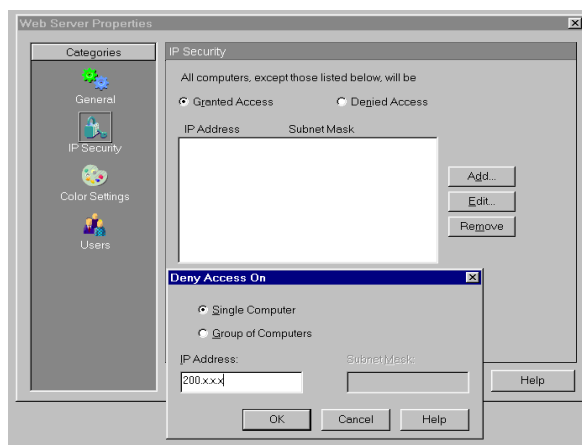 Web Server Properties
Categories
General
IP Security
Color Settings
Users
IP Security
All computers, except those listed below, will be
Granted Access Denied Access
IP Address Subnet Mask
Add...
Edit...
Remove
Deny Access On
Single Computer
Group of Computers
IP Address: Subnet Mask:
200.x.x.x
OK Cancel Help
Help